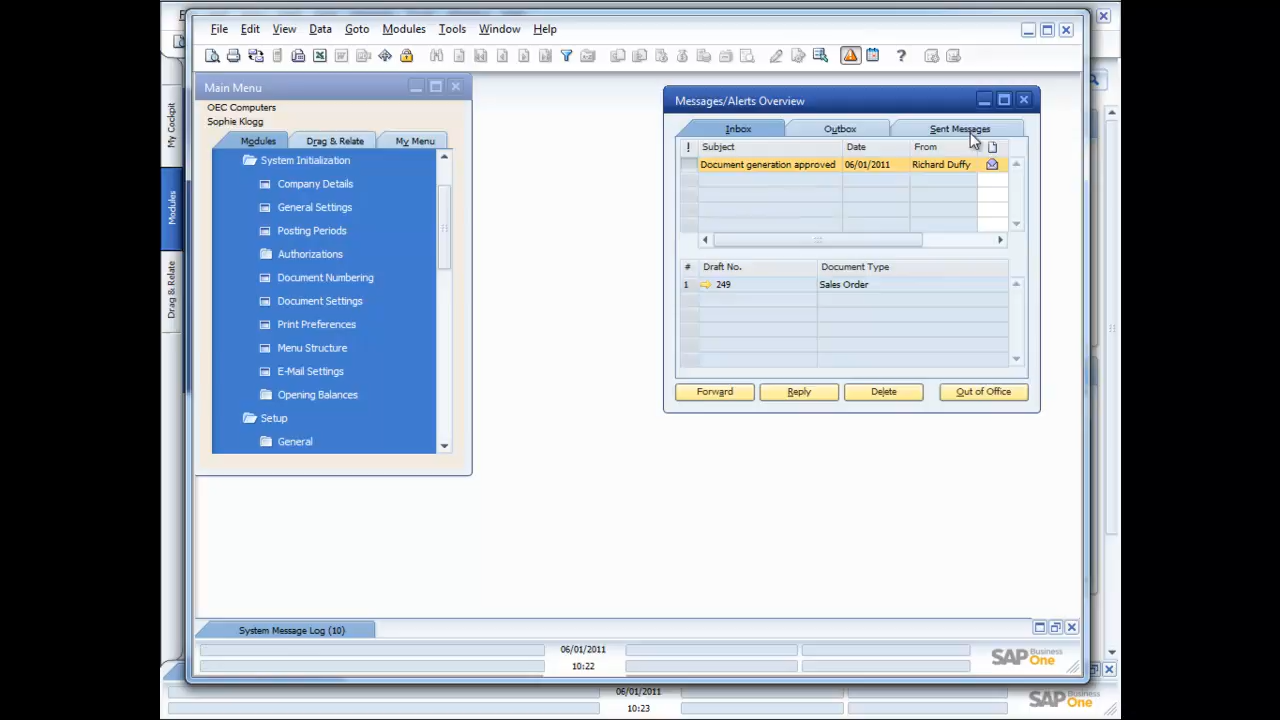 File Edit View Data Goto Modules Tools Window Help
Main Menu
OEC Computers
Sophie Klogg
Modules Drag & Relate My Menu
System Initialization
Company Details
General Settings
Posting Periods
Authorizations
Document Numbering
Document Settings
Print Preferences
Menu Structure
E-Mail Settings
Opening Balances
Setup
General
My Cockpit
Modules
Drag & Relate
Messages/Alerts Overview
Inbox Outbox Sent Messages
! Subject Date From
Document generation approved 06/01/2011 Richard Duffy
# Draft No. Document Type
1 249 Sales Order
Forward Reply Delete Out of Office
System Message Log (10)
06/01/2011
10:22
SAP Business One
06/01/2011
10:23
SAP Business One